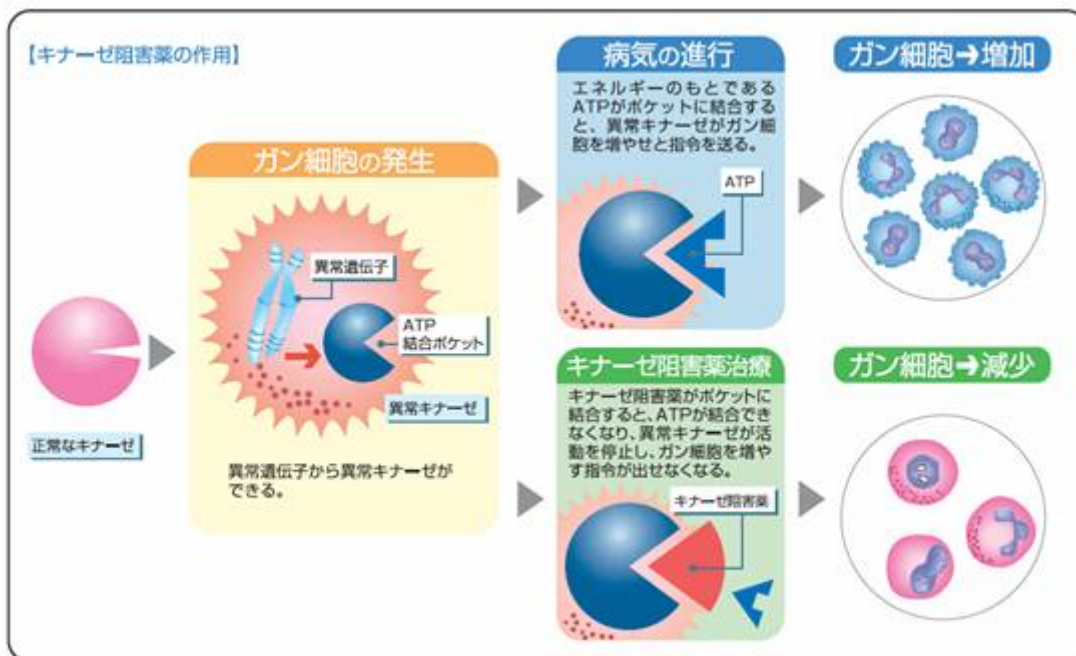 【キナーゼ阻害薬の作用】
正常なキナーゼ
ガン細胞の発生
異常遺伝子
ATP
結合ポケット
異常キナーゼ
異常遺伝子から異常キナーゼが
できる。
病気の進行
エネルギーのもとである
ATPがポケットに結合する
と、異常キナーゼがガン細
胞を増やせと指令を送る。
ATP
ガン細胞➔増加
キナーゼ阻害薬治療
キナーゼ阻害薬がポケットに
結合すると、ATPが結合でき
なくなり、異常キナーゼが活
動を停止し、ガン細胞を増や
す指令が出せなくなる。
キナーゼ阻害薬
ガン細胞➔減少